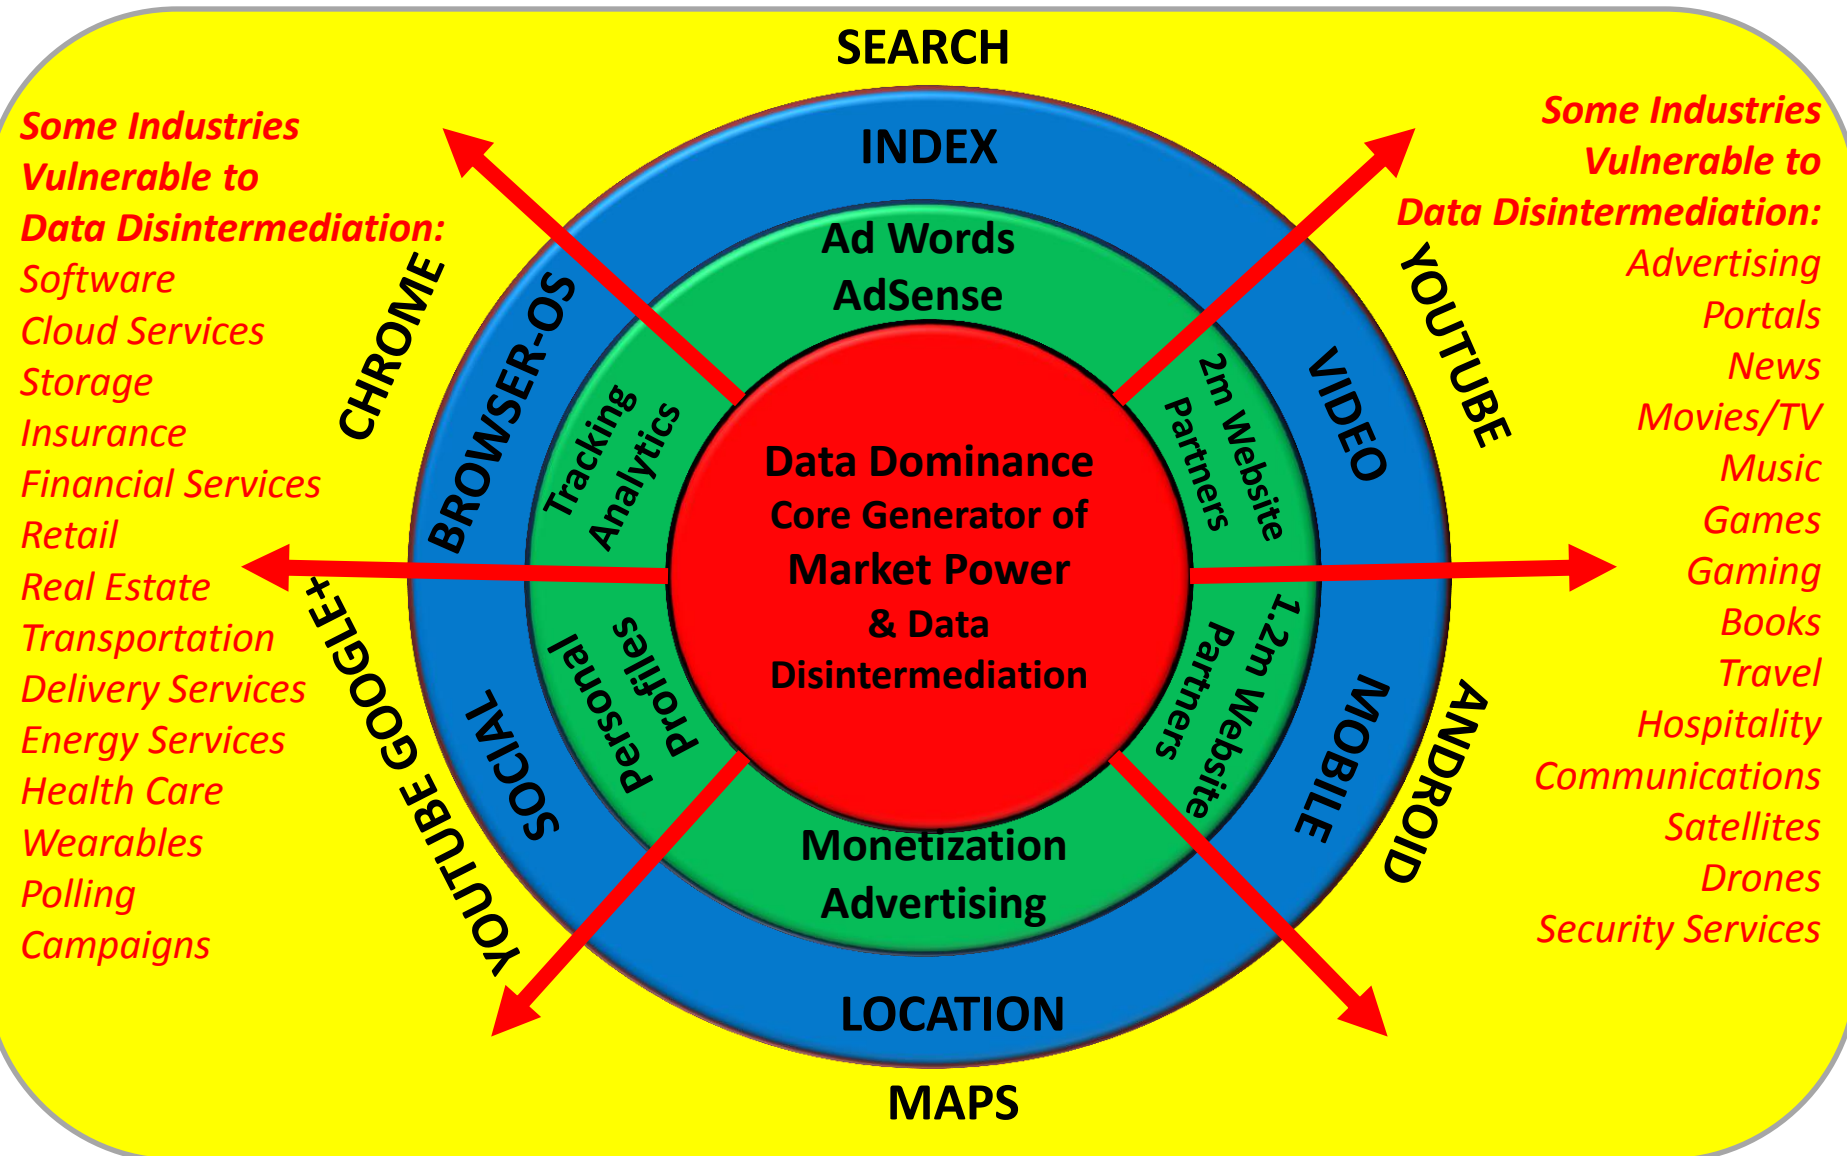 SEARCH
Some Industries
Vulnerable to
Data Disintermediation:
Software
Cloud Services
Storage
Insurance
Financial Services
Retail
Real Estate
Transportation
Delivery Services
Energy Services
Health Care
Wearables
Polling
Campaigns
CHROME
YOUTUBE GOOGLE+
INDEX
BROWSER-OS
SOCIAL
Ad Words
AdSense
Tracking
Analytics
Personal
Profiles
Data Dominance
Core Generator of
Market Power
& Data
Disintermediation
2m Website
Partners
1.2m Website
Partners
Monetization
Advertising
VIDEO
MOBILE
LOCATION
MAPS
YOUTUBE
ANDROID
Some Industries
Vulnerable to
Data Disintermediation:
Advertising
Portals
News
Movies/TV
Music
Games
Gaming
Books
Travel
Hospitality
Communications
Satellites
Drones
Security Services